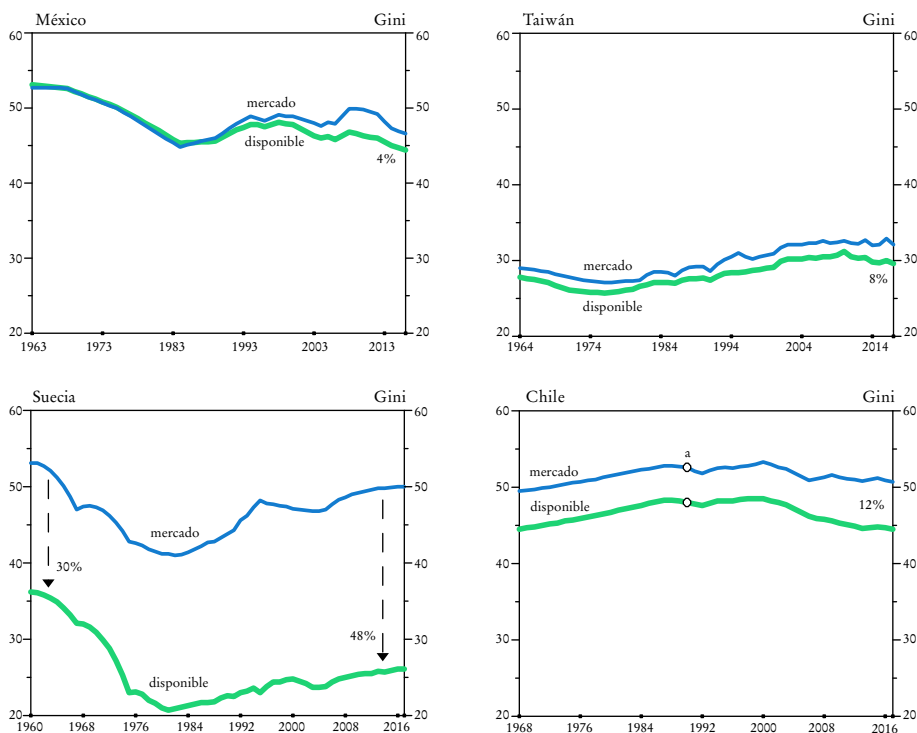 México Gini
60 60
50 50
40 40
30 30
20 20
mercado
disponible
4%
1963 1973 1983 1993 2003 2013
Taiwán Gini
60 60
50 50
40 40
30 30
20 20
mercado
disponible
8%
1964 1974 1984 1994 2004 2014
Suecia Gini
60 60
50 50
40 40
30 30
20 20
30%
mercado
48%
disponible
1960 1968 1976 1984 1992 2000 2008 2016
Chile Gini
60 60
50 50
40 40
30 30
20 20
a
mercado
disponible
12%
1968 1976 1984 1992 2000 2008 2016